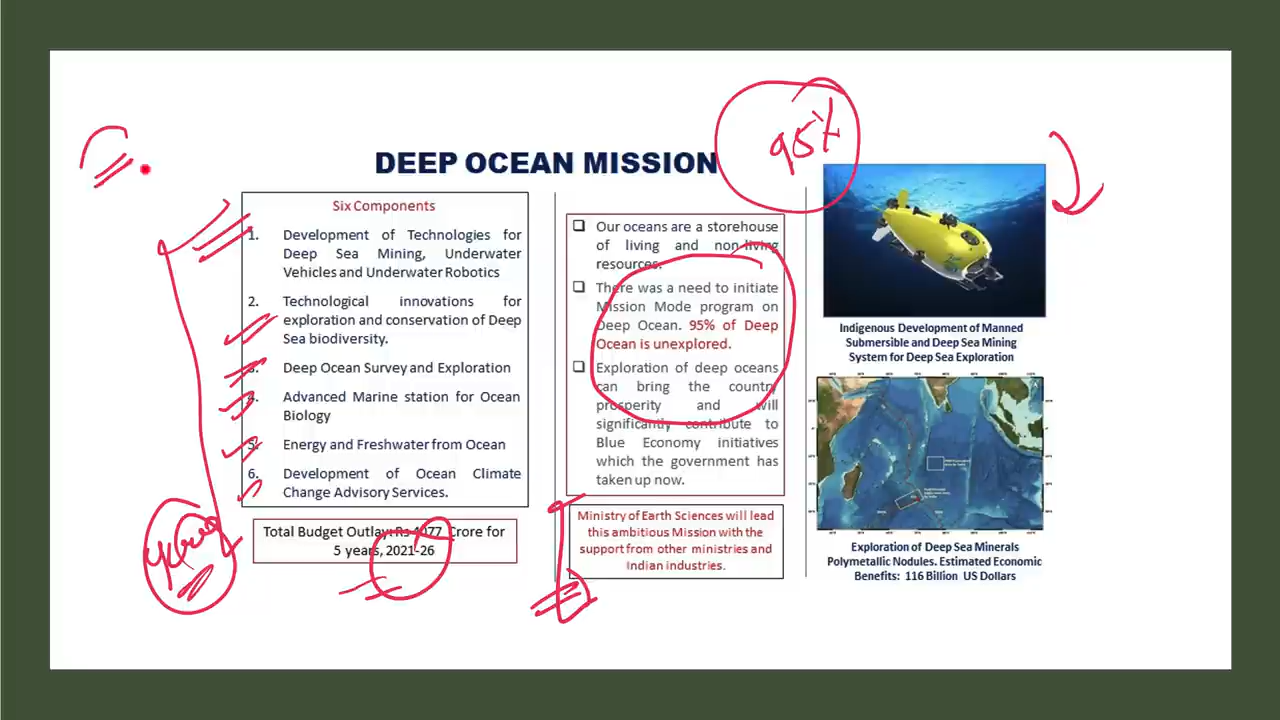 95%
DEEP OCEAN MISSION
Six Components
1. Development of Technologies for
Deep Sea Mining, Underwater
Vehicles and Underwater Robotics
2. Technological innovations for
exploration and conservation of Deep
Sea biodiversity.
3. Deep Ocean Survey and Exploration
4. Advanced Marine station for Ocean
Biology
5. Energy and Freshwater from Ocean
6. Development of Ocean Climate
Change Advisory Services.
Total Budget Outlay: Rs 4077 Crore for
5 years, 2021-26
Our oceans are a storehouse
of living and non-living
resources.
There was a need to initiate
Mission Mode program on
Deep Ocean. 95% of Deep
Ocean is unexplored.
Exploration of deep oceans
can bring the country
prosperity and will
significantly contribute to
Blue Economy initiatives
which the government has
taken up now.
Ministry of Earth Sciences will lead
this ambitious Mission with the
support from other ministries and
Indian industries.
Indigenous Development of Manned
Submersible and Deep Sea Mining
System for Deep Sea Exploration
Exploration of Deep Sea Minerals
Polymetallic Nodules. Estimated Economic
Benefits: 116 Billion US Dollars